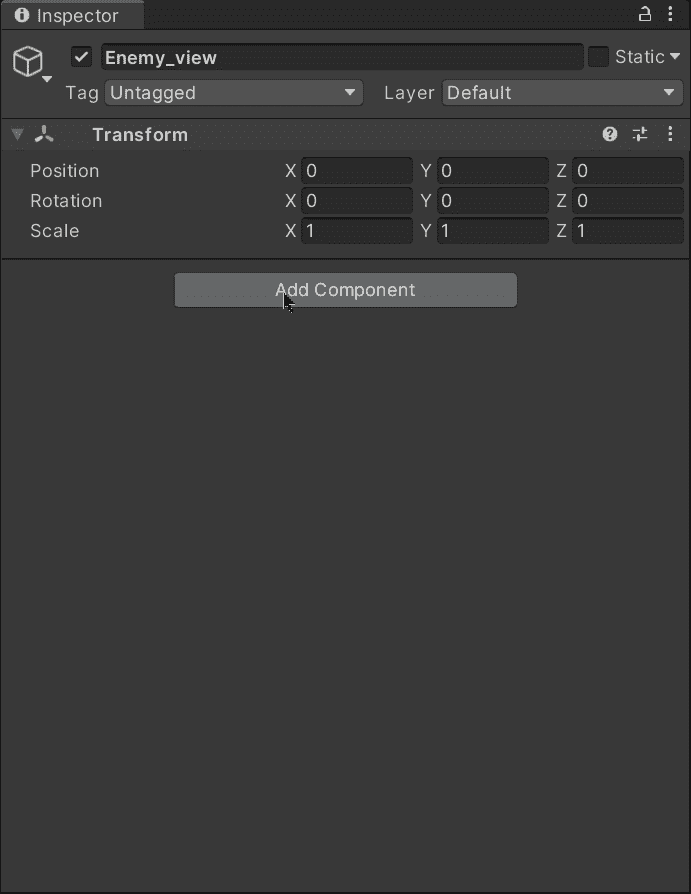 Inspector
Enemy_view Static
Tag Untagged Layer Default
Transform
Position X 0 Y 0 Z 0
Rotation X 0 Y 0 Z 0
Scale X 1 Y 1 Z 1
Add Component